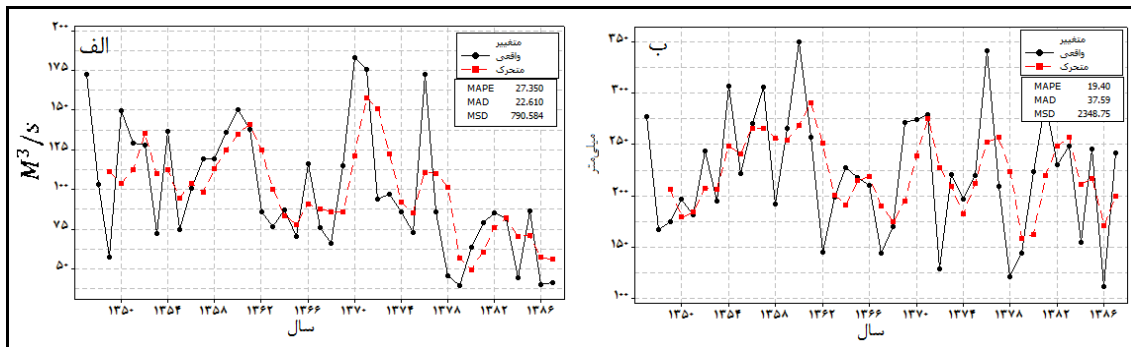 الف
M³/s
۲۰۰
۱۷۵
۱۵۰
۱۲۵
۱۰۰
۷۵
۵۰
۱۳۵۰ ۱۳۵۴ ۱۳۵۸ ۱۳۶۲ ۱۳۶۶ ۱۳۷۰ ۱۳۷۴ ۱۳۷۸ ۱۳۸۲ ۱۳۸۶
سال
متغییر
واقعی
متحرک
MAPE 27.350
MAD 22.610
MSD 790.584
ب
میلی‌متر
۳۵۰
۳۰۰
۲۵۰
۲۰۰
۱۵۰
۱۰۰
۱۳۵۰ ۱۳۵۴ ۱۳۵۸ ۱۳۶۲ ۱۳۶۶ ۱۳۷۰ ۱۳۷۴ ۱۳۷۸ ۱۳۸۲ ۱۳۸۶
سال
متغییر
واقعی
متحرک
MAPE 19.40
MAD 37.59
MSD 2348.75